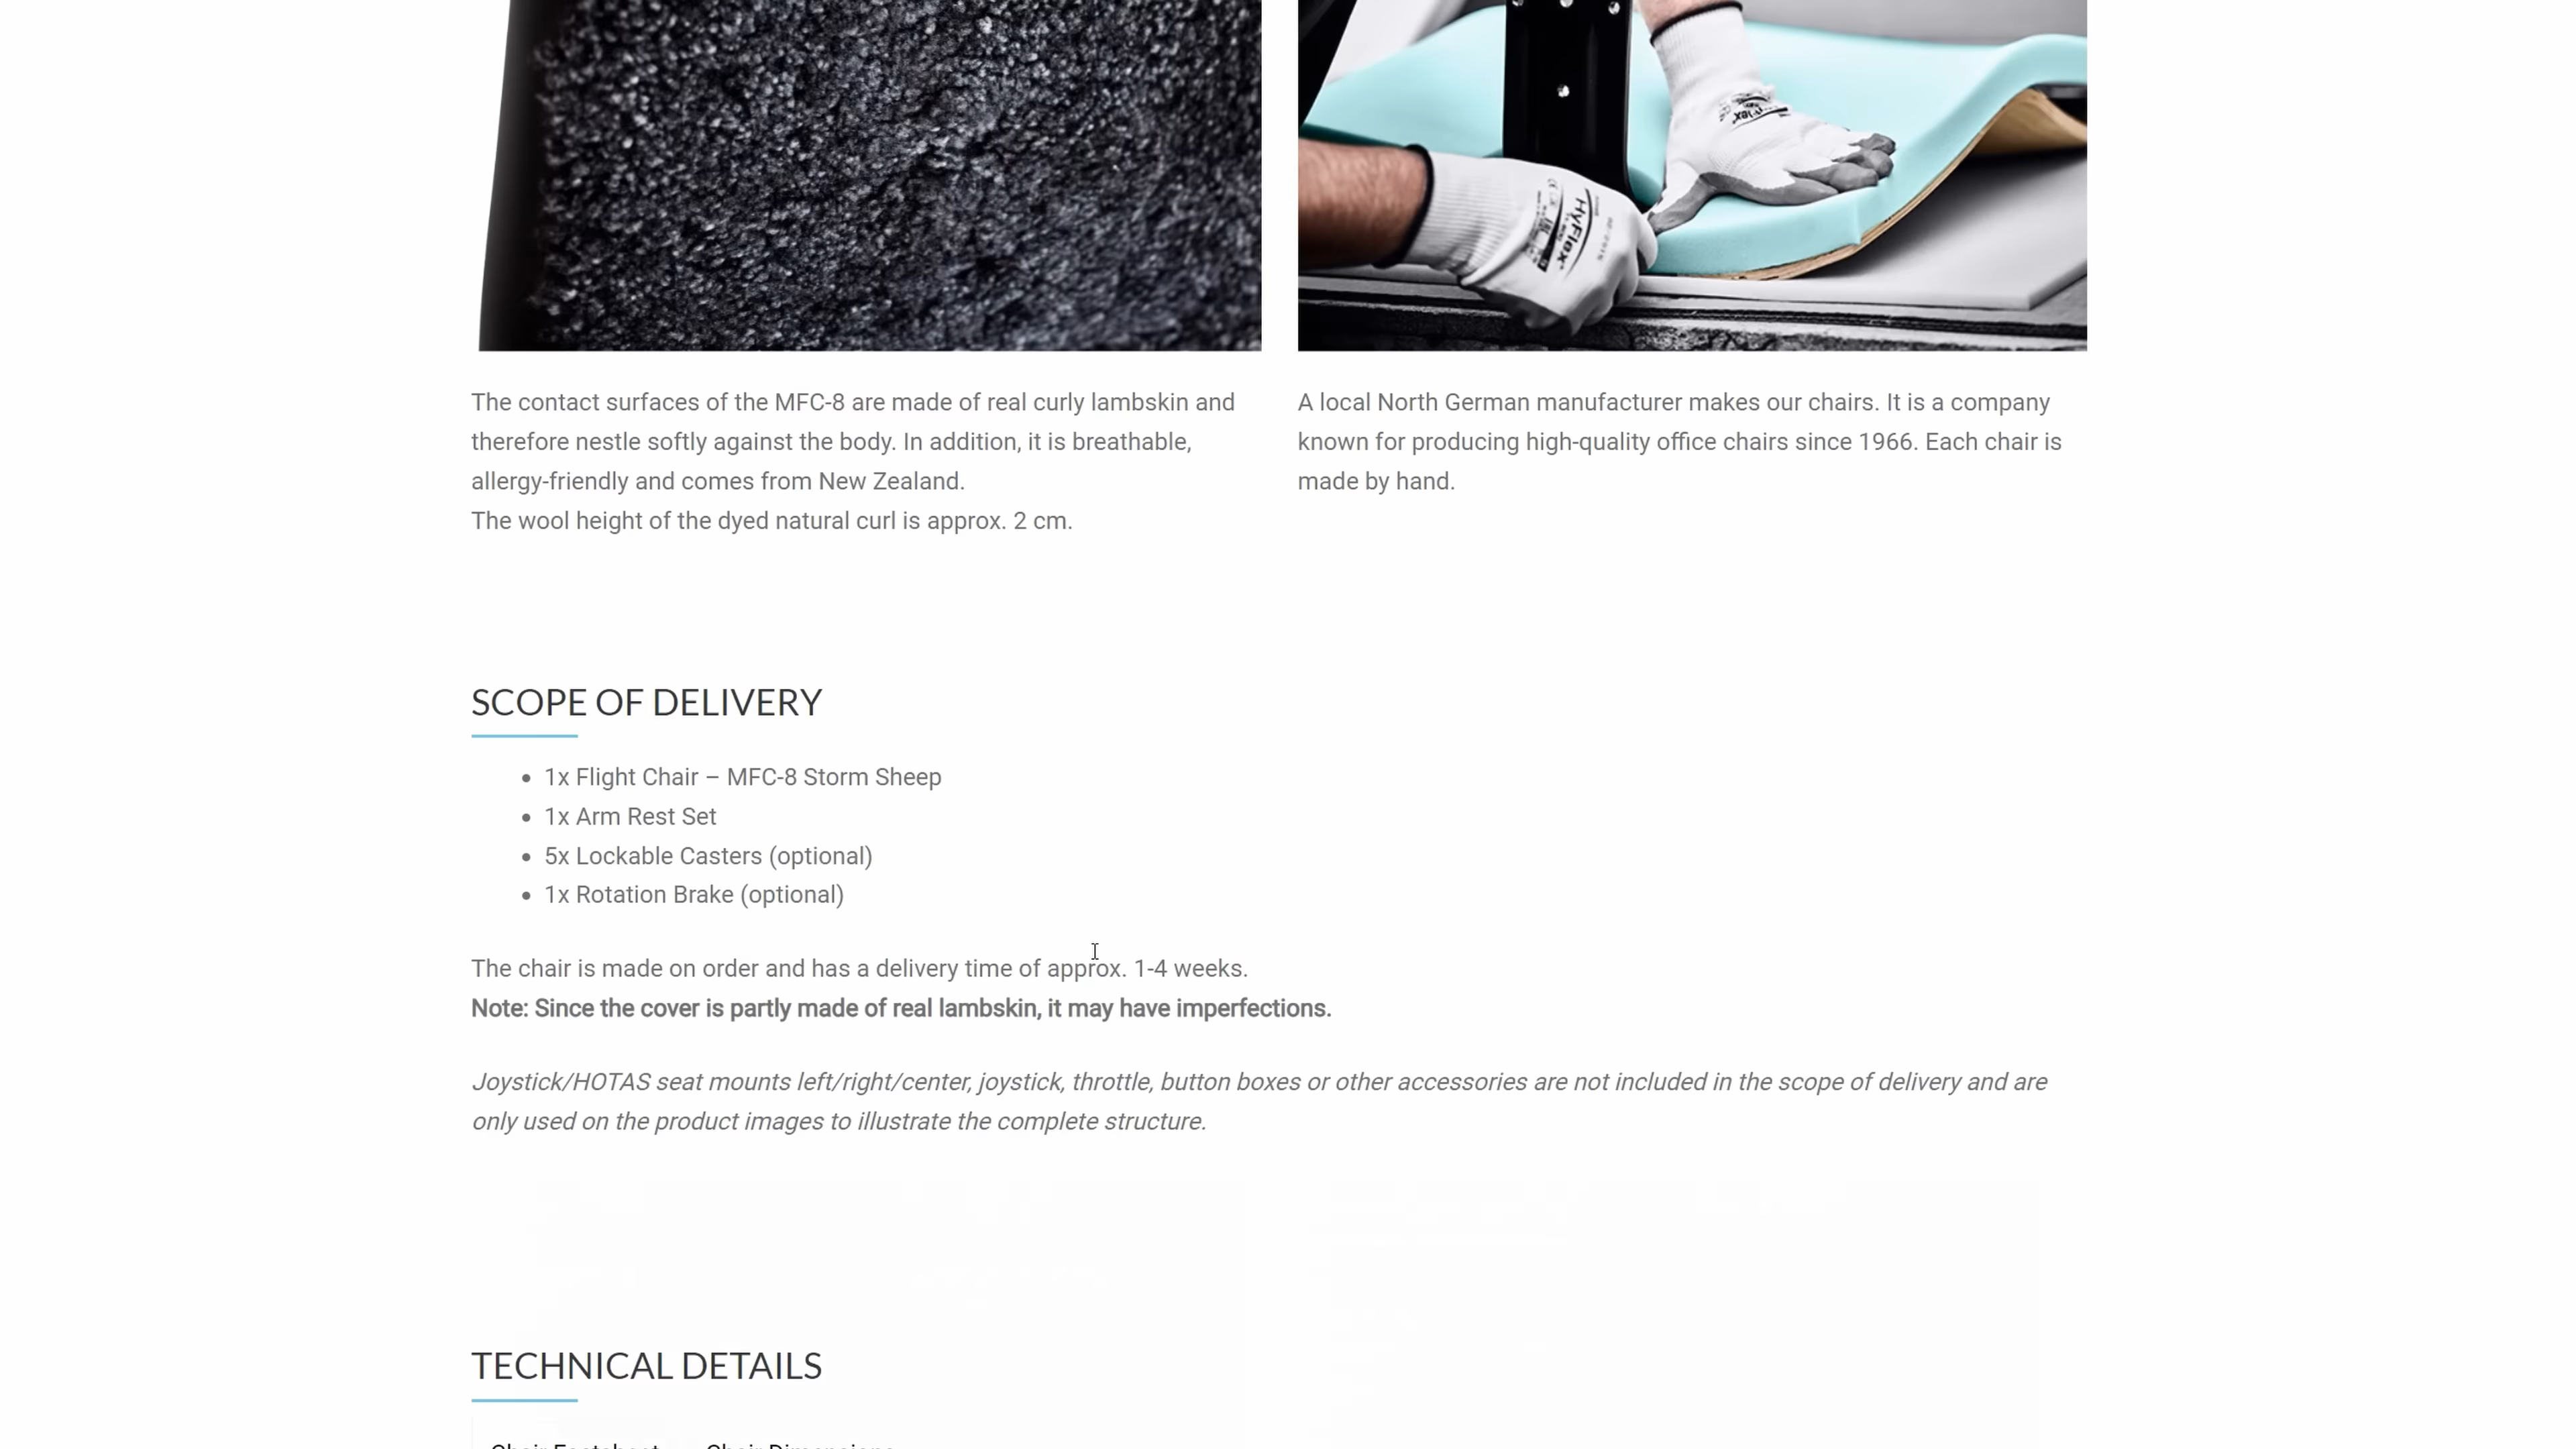 HyFlex
The contact surfaces of the MFC-8 are made of real curly lambskin and
therefore nestle softly against the body. In addition, it is breathable,
allergy-friendly and comes from New Zealand.
The wool height of the dyed natural curl is approx. 2 cm.
A local North German manufacturer makes our chairs. It is a company
known for producing high-quality office chairs since 1966. Each chair is
made by hand.
SCOPE OF DELIVERY
• 1x Flight Chair – MFC-8 Storm Sheep
• 1x Arm Rest Set
• 5x Lockable Casters (optional)
• 1x Rotation Brake (optional)
The chair is made on order and has a delivery time of approx. 1-4 weeks.
Note: Since the cover is partly made of real lambskin, it may have imperfections.
Joystick/HOTAS seat mounts left/right/center, joystick, throttle, button boxes or other accessories are not included in the scope of delivery and are
only used on the product images to illustrate the complete structure.
TECHNICAL DETAILS
Chair Factsheet Chair Dimensions